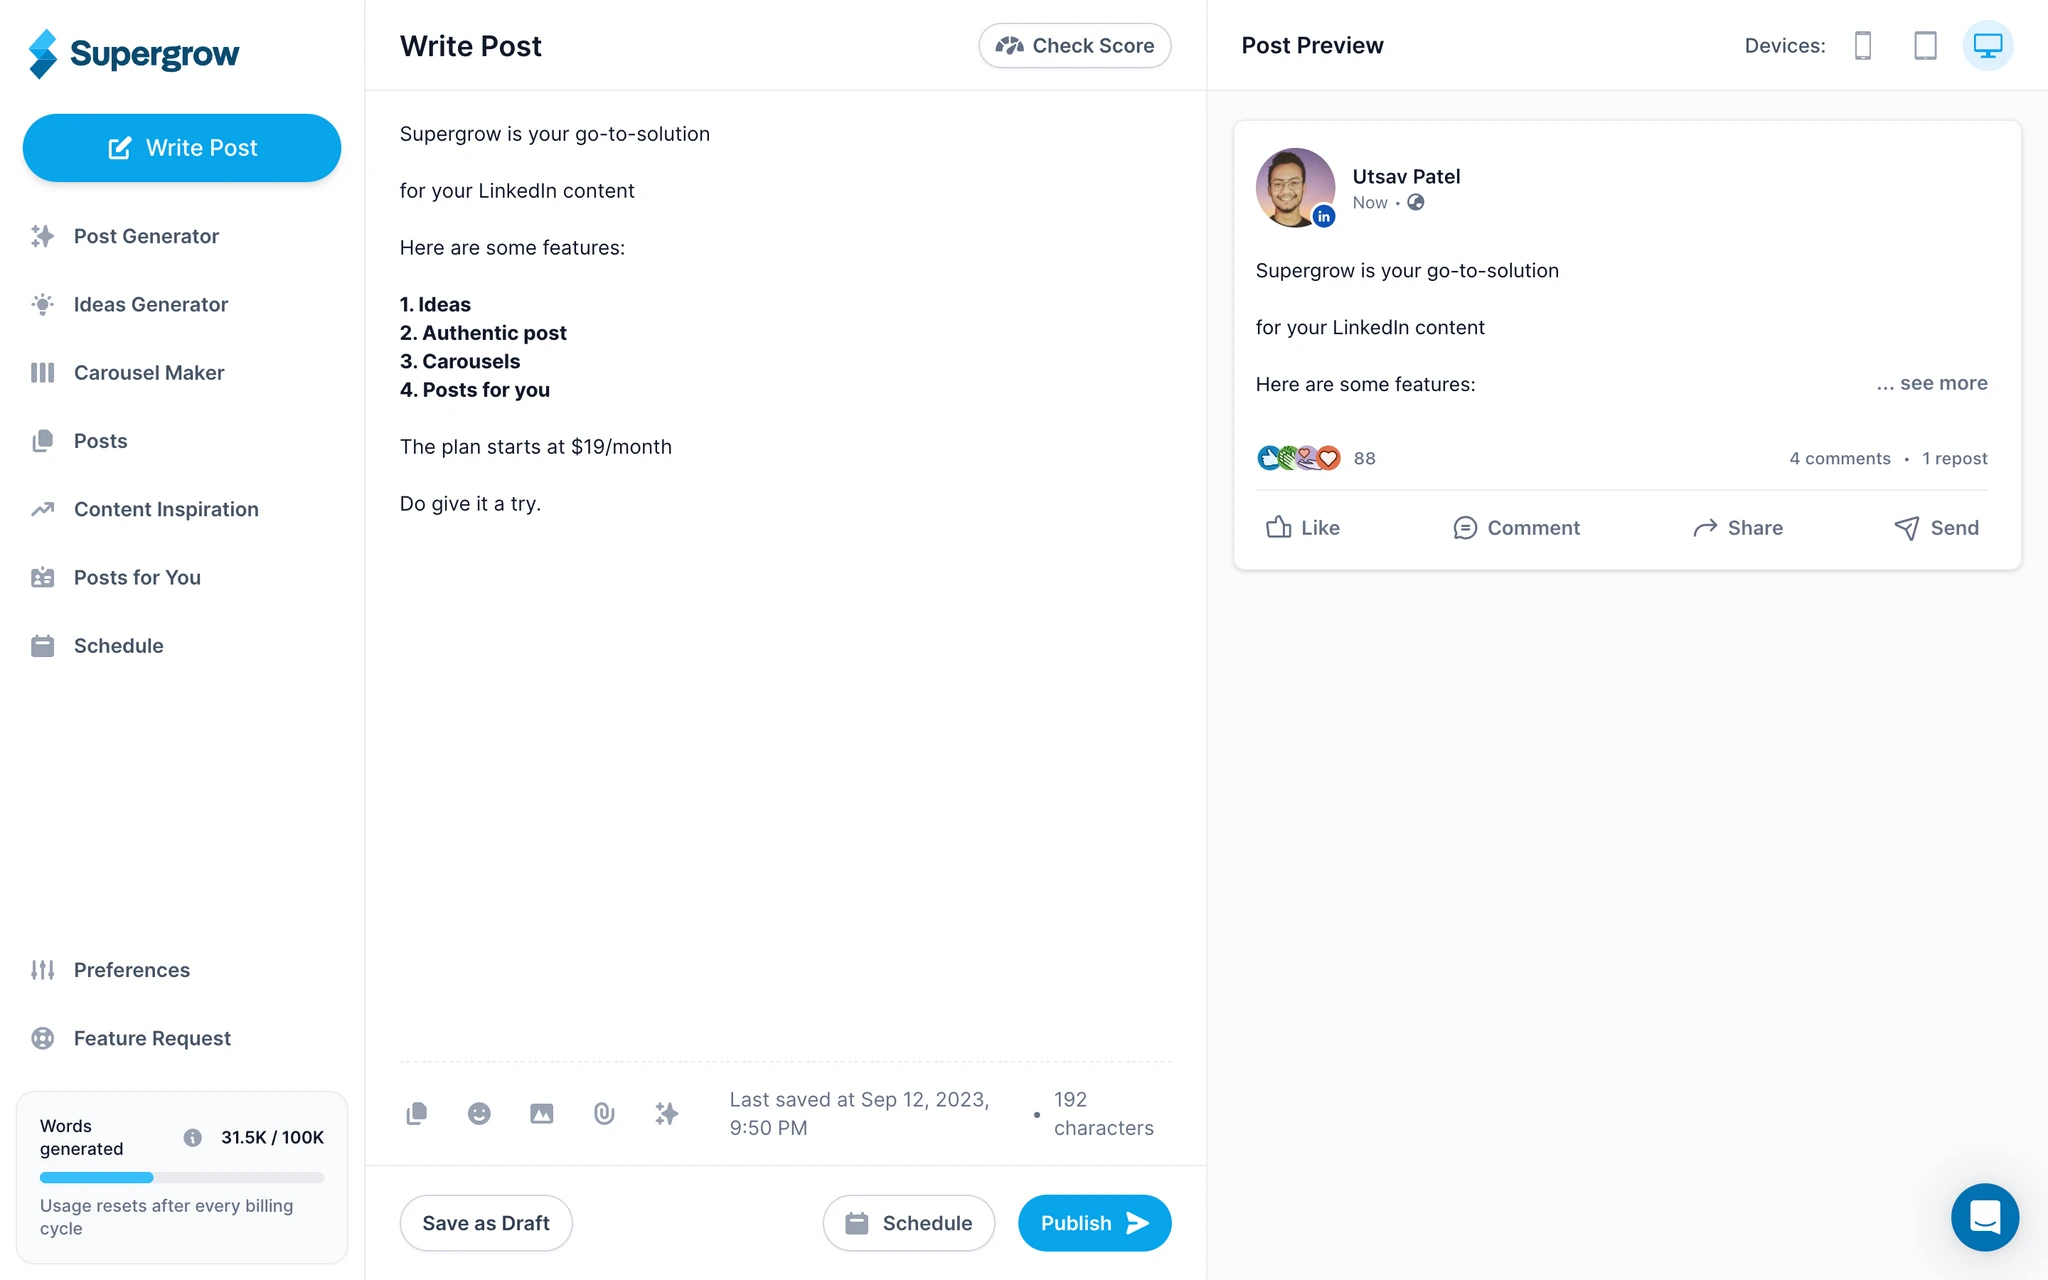 Supergrow
Write Post
Post Generator
Ideas Generator
Carousel Maker
Posts
Content Inspiration
Posts for You
Schedule
Preferences
Feature Request
Words
generated
31.5K / 100K
Usage resets after every billing
cycle
Write Post
Check Score
Supergrow is your go-to-solution
for your LinkedIn content
Here are some features:
1. Ideas
2. Authentic post
3. Carousels
4. Posts for you
The plan starts at $19/month
Do give it a try.
Last saved at Sep 12, 2023,
9:50 PM
•
192
characters
Save as Draft
Schedule
Publish
Post Preview
Devices:
in
Utsav Patel
Now •
Supergrow is your go-to-solution
for your LinkedIn content
Here are some features:
... see more
88
4 comments • 1 repost
Like
Comment
Share
Send